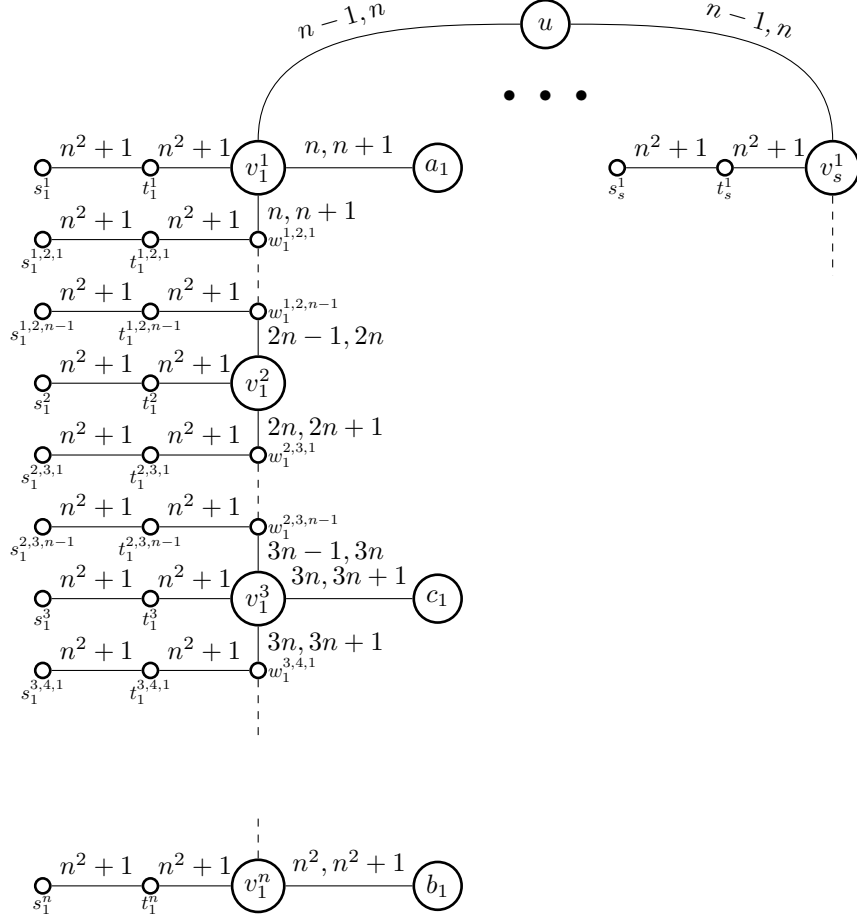 n − 1, n u n − 1, n
n² + 1 n² + 1 v₁¹ n, n + 1 a₁ n² + 1 n² + 1 vₛ¹
s₁¹ t₁¹ sₛ¹ tₛ¹
n, n + 1
n² + 1 n² + 1 w₁^{1,2,1}
s₁^{1,2,1} t₁^{1,2,1}
n² + 1 n² + 1 w₁^{1,2,n−1}
s₁^{1,2,n−1} t₁^{1,2,n−1}
2n − 1, 2n
n² + 1 n² + 1 v₁²
s₁² t₁²
2n, 2n + 1
n² + 1 n² + 1 w₁^{2,3,1}
s₁^{2,3,1} t₁^{2,3,1}
n² + 1 n² + 1 w₁^{2,3,n−1}
s₁^{2,3,n−1} t₁^{2,3,n−1}
3n − 1, 3n
n² + 1 n² + 1 v₁³ 3n, 3n + 1 c₁
s₁³ t₁³
3n, 3n + 1
n² + 1 n² + 1 w₁^{3,4,1}
s₁^{3,4,1} t₁^{3,4,1}
n² + 1 n² + 1 v₁ⁿ n², n² + 1 b₁
s₁ⁿ t₁ⁿ